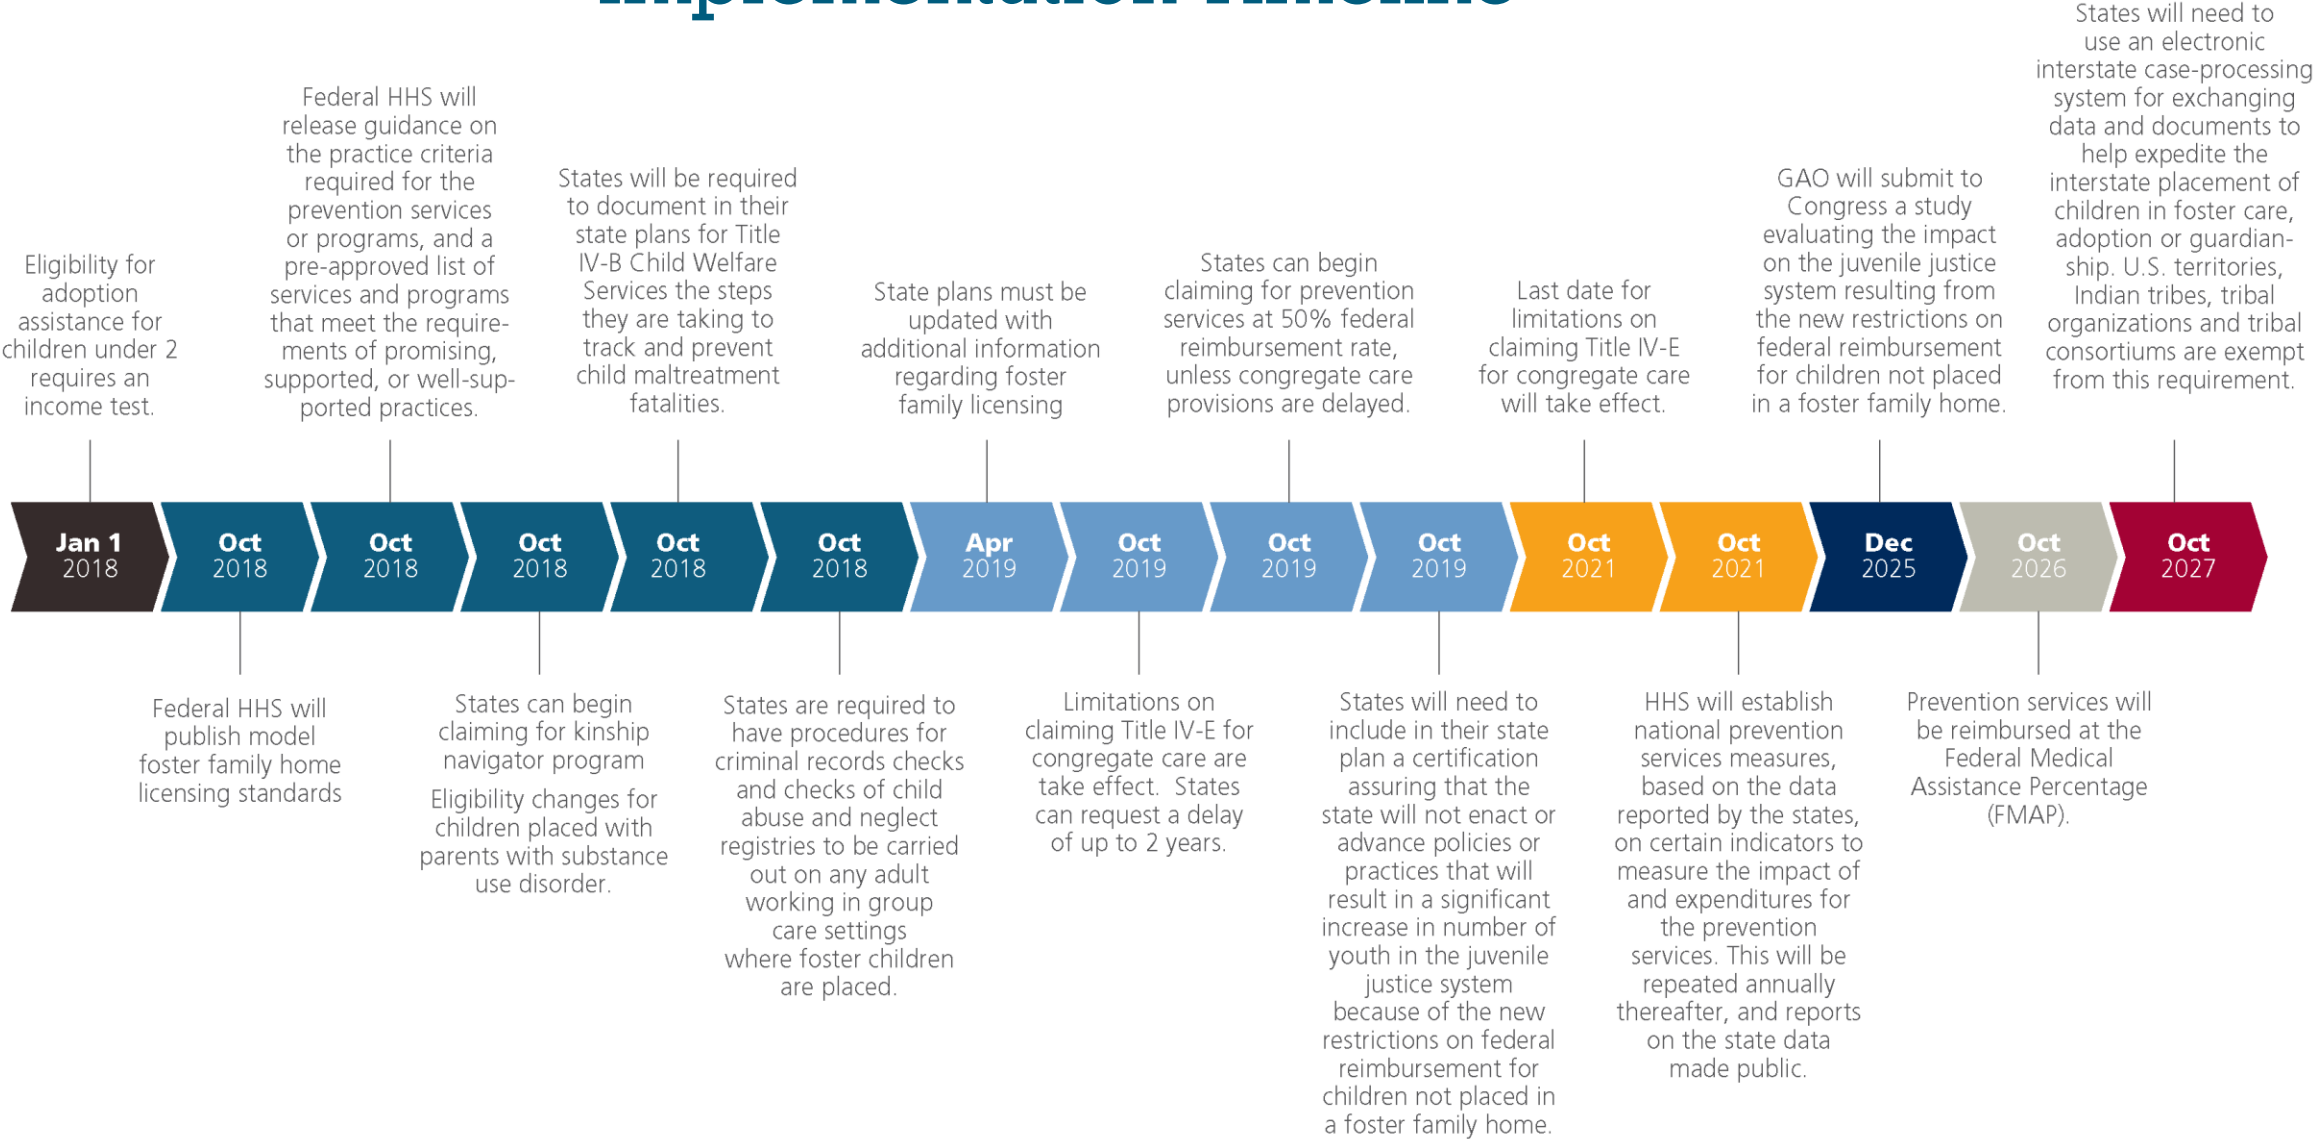 Implementation Timeline
Eligibility for
adoption
assistance for
children under 2
requires an
income test.
Federal HHS will
release guidance on
the practice criteria
required for the
prevention services
or programs, and a
pre-approved list of
services and programs
that meet the require-
ments of promising,
supported, or well-sup-
ported practices.
States will be required
to document in their
state plans for Title
IV-B Child Welfare
Services the steps
they are taking to
track and prevent
child maltreatment
fatalities.
State plans must be
updated with
additional information
regarding foster
family licensing
States can begin
claiming for prevention
services at 50% federal
reimbursement rate,
unless congregate care
provisions are delayed.
Last date for
limitations on
claiming Title IV-E
for congregate care
will take effect.
GAO will submit to
Congress a study
evaluating the impact
on the juvenile justice
system resulting from
the new restrictions on
federal reimbursement
for children not placed
in a foster family home.
States will need to
use an electronic
interstate case-processing
system for exchanging
data and documents to
help expedite the
interstate placement of
children in foster care,
adoption or guardian-
ship. U.S. territories,
Indian tribes, tribal
organizations and tribal
consortiums are exempt
from this requirement.
Jan 1
2018
Oct
2018
Oct
2018
Oct
2018
Oct
2018
Oct
2018
Apr
2019
Oct
2019
Oct
2019
Oct
2019
Oct
2021
Oct
2021
Dec
2025
Oct
2026
Oct
2027
Federal HHS will
publish model
foster family home
licensing standards
States can begin
claiming for kinship
navigator program
Eligibility changes for
children placed with
parents with substance
use disorder.
States are required to
have procedures for
criminal records checks
and checks of child
abuse and neglect
registries to be carried
out on any adult
working in group
care settings
where foster children
are placed.
Limitations on
claiming Title IV-E for
congregate care are
take effect.  States
can request a delay
of up to 2 years.
States will need to
include in their state
plan a certification
assuring that the
state will not enact or
advance policies or
practices that will
result in a significant
increase in number of
youth in the juvenile
justice system
because of the new
restrictions on federal
reimbursement for
children not placed in
a foster family home.
HHS will establish
national prevention
services measures,
based on the data
reported by the states,
on certain indicators to
measure the impact of
and expenditures for
the prevention
services. This will be
repeated annually
thereafter, and reports
on the state data
made public.
Prevention services will
be reimbursed at the
Federal Medical
Assistance Percentage
(FMAP).